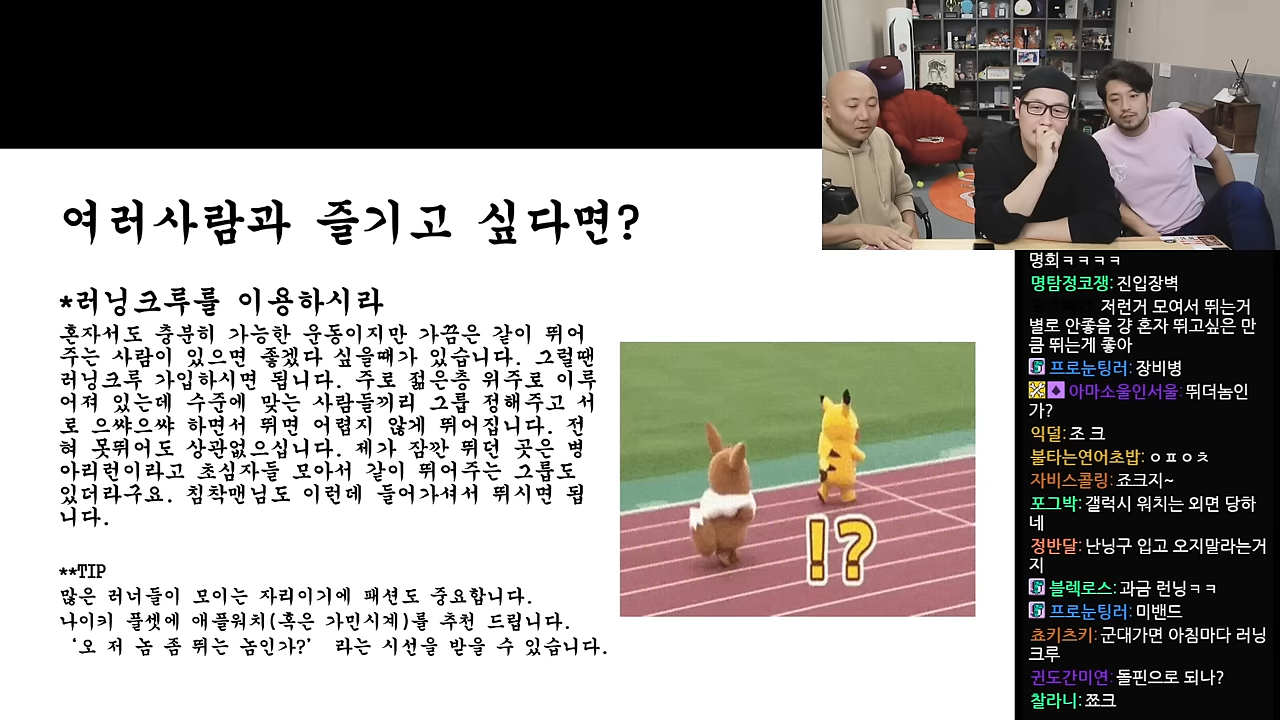 여러사람과 즐기고 싶다면?
*러닝크루를 이용하시라
혼자서도 충분히 가능한 운동이지만 가끔은 같이 뛰어
주는 사람이 있으면 좋겠다 싶을때가 있습니다. 그럴땐
러닝크루 가입하시면 됩니다. 주로 젊은층 위주로 이루
어져 있는데 수준에 맞는 사람들끼리 그룹 정해주고 서
로 으쌰으쌰 하면서 뛰면 어렵지 않게 뛰어집니다. 전
혀 못뛰어도 상관없으십니다. 제가 잠깐 뛰던 곳은 병
아리런이라고 초심자들 모아서 같이 뛰어주는 그룹도
있더라구요. 침착맨님도 이런데 들어가셔서 뛰시면 됩
니다.
**TIP
많은 러너들이 모이는 자리이기에 패션도 중요합니다.
나이키 풀셋에 애플워치(혹은 가민시계)를 추천 드립니다.
‘오 저 놈 좀 뛰는 놈인가?’ 라는 시선을 받을 수 있습니다.
!?
명회ㅋㅋㅋㅋ
명탐정코쟁: 진입장벽
저런거 모여서 뛰는거
별로 안좋음 걍 혼자 뛰고싶은 만
큼 뛰는게 좋아
프로눈팅러: 장비병
아마소울인서울: 뛰더놈인
가?
익덜: 조 크
불타는연어초밥: ㅇㅍㅇㅊ
자비스콜링: 죠크지~
포그박: 갤럭시 워치는 외면 당하
네
정반달: 난닝구 입고 오지말라는거
지
블렉로스: 과금 런닝ㅋㅋ
프로눈팅러: 미밴드
쵸키츠키: 군대가면 아침마다 러닝
크루
귄도간미연: 돌핀으로 되나?
찰라니: 쬬크